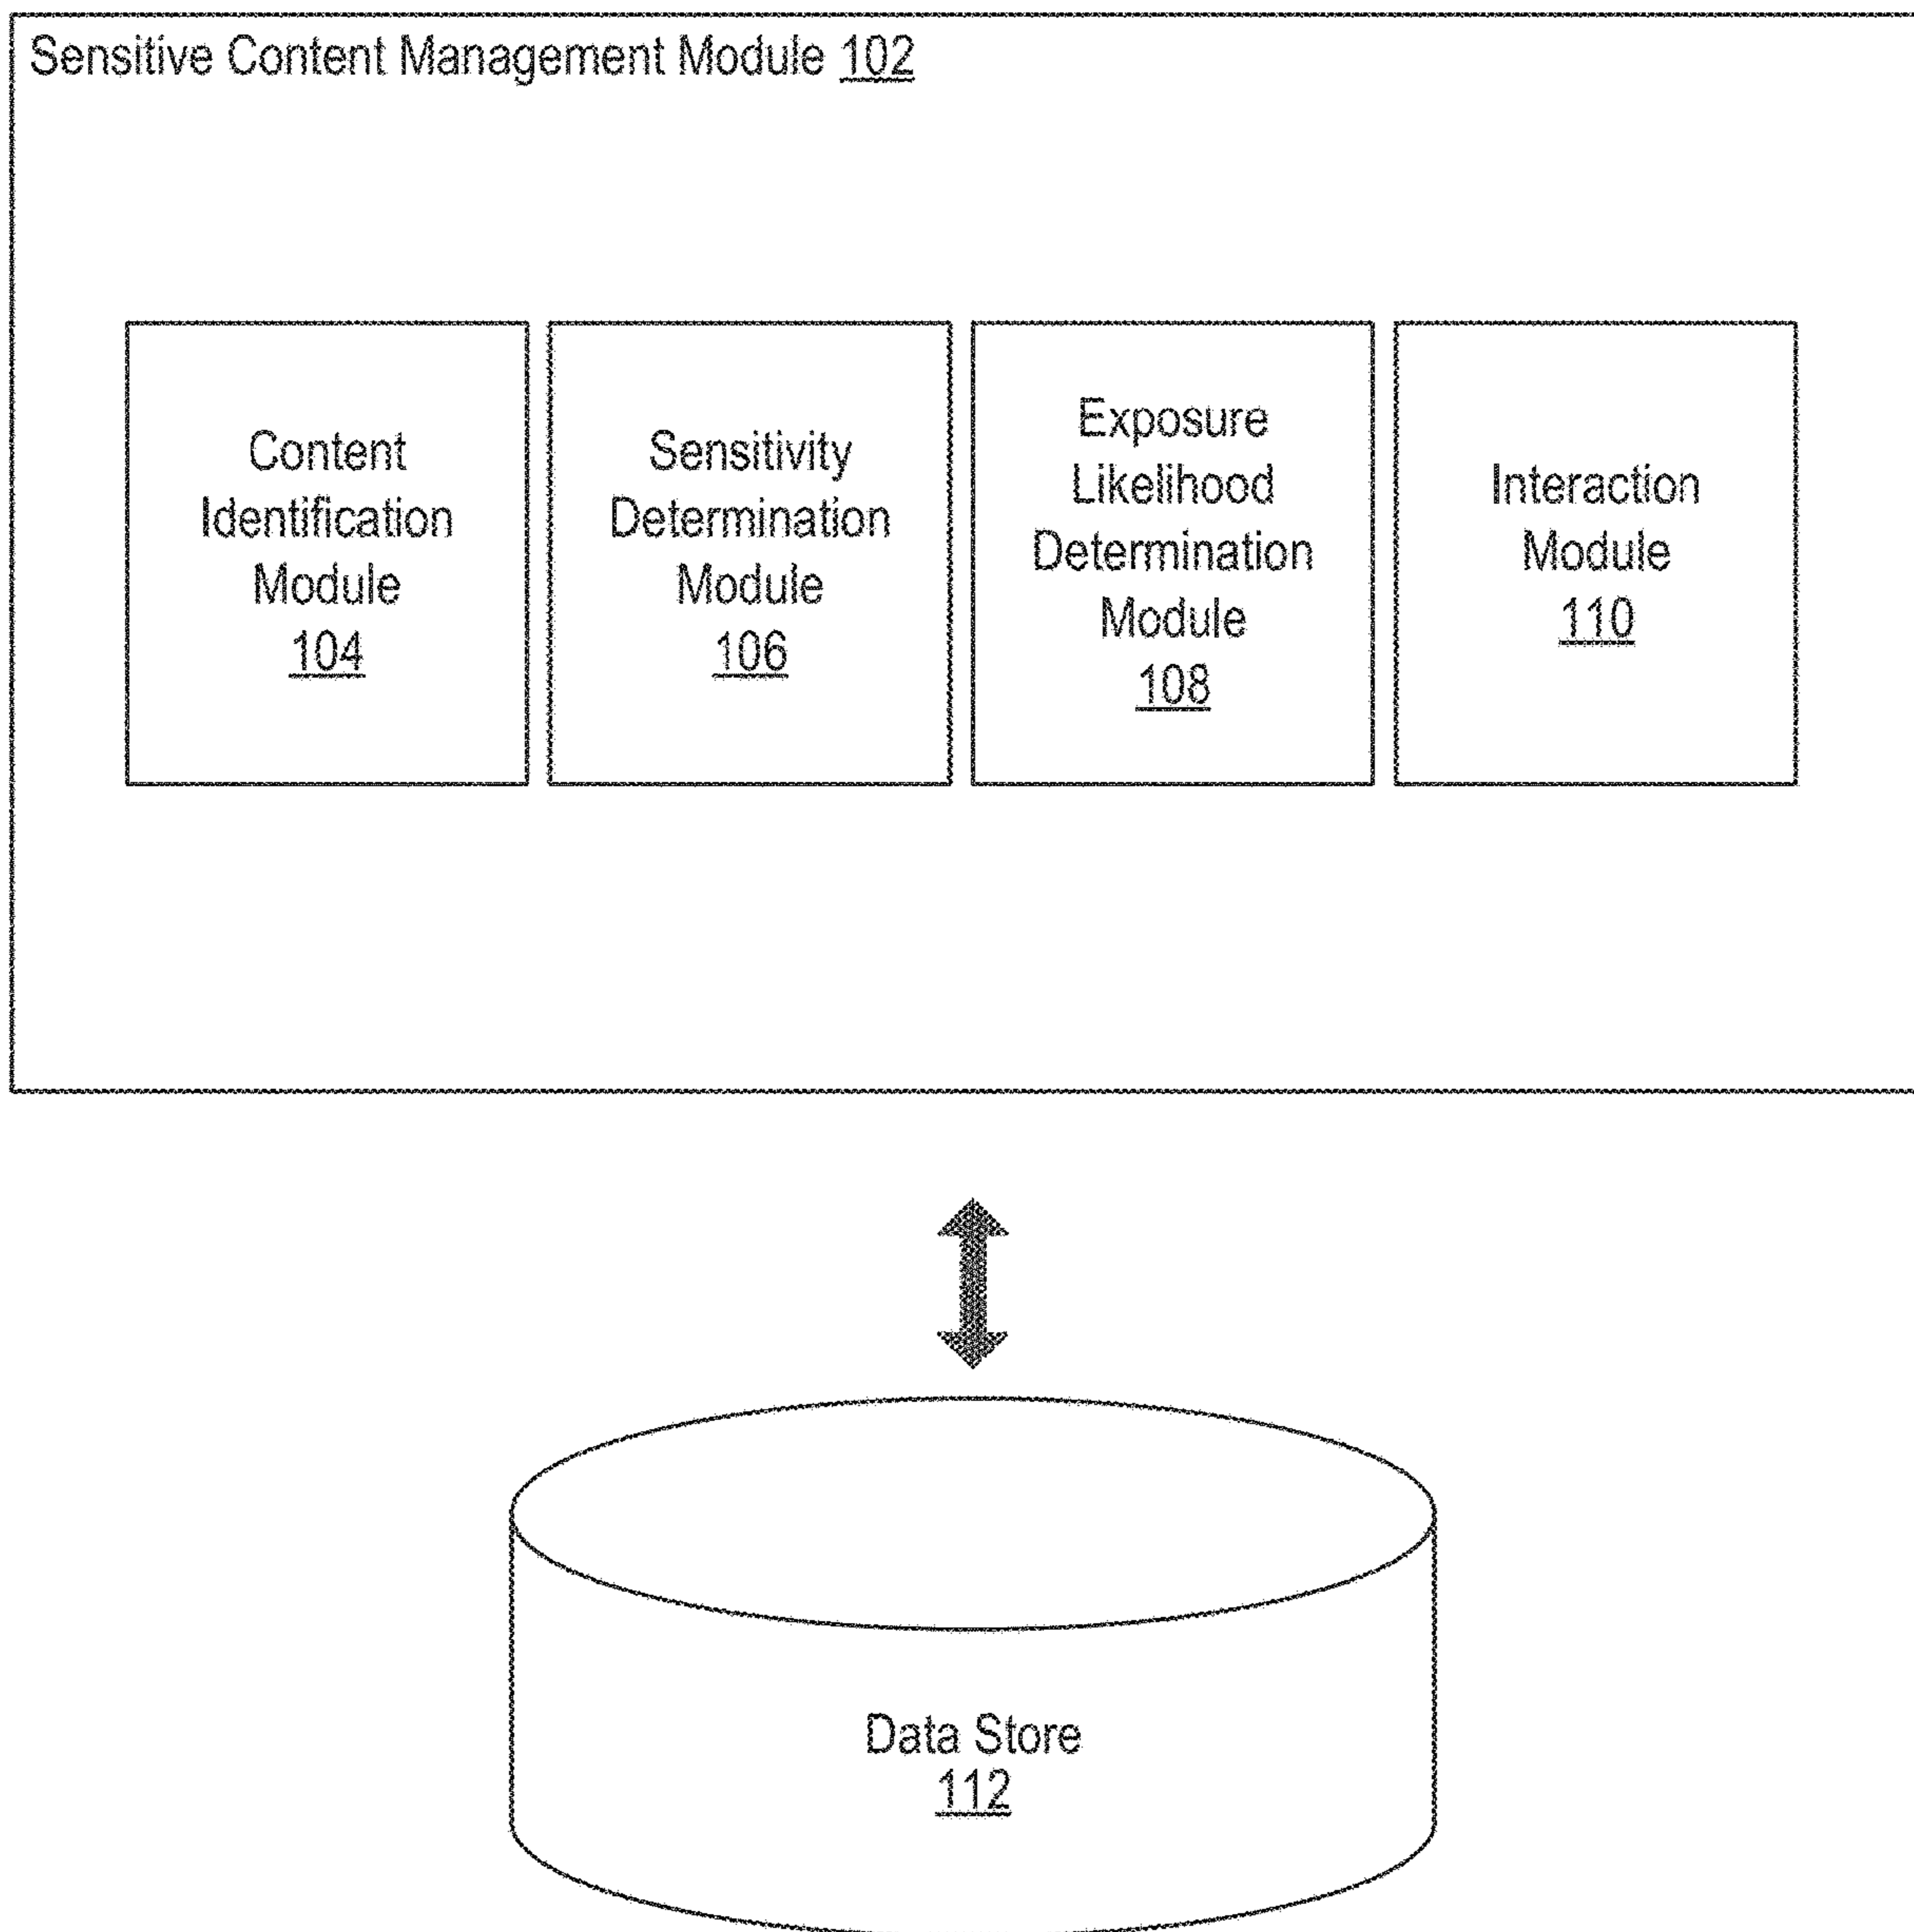 Sensitive Content Management Module 102
Content
Identification
Module
104
Sensitivity
Determination
Module
106
Exposure
Likelihood
Determination
Module
108
Interaction
Module
110
Data Store
112